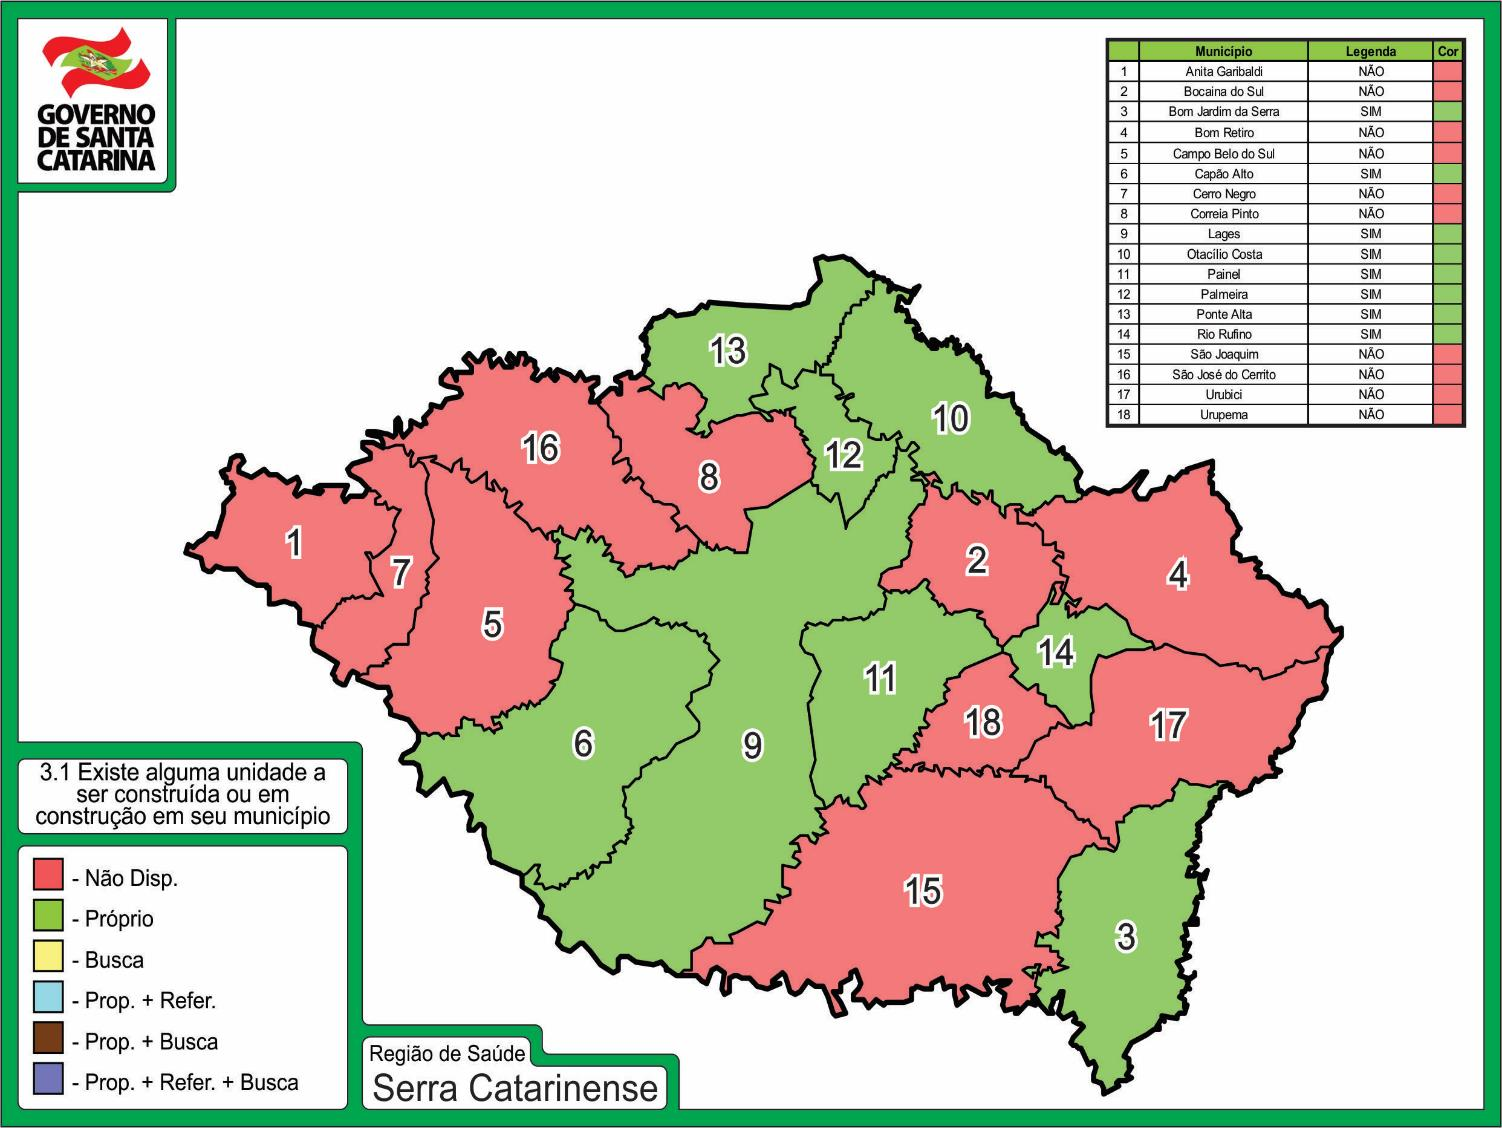 GOVERNO
DE SANTA
CATARINA
Município Legenda Cor
1 Anita Garibaldi NÃO
2 Bocaina do Sul NÃO
3 Bom Jardim da Serra SIM
4 Bom Retiro NÃO
5 Campo Belo do Sul NÃO
6 Capão Alto SIM
7 Cerro Negro NÃO
8 Correia Pinto NÃO
9 Lages SIM
10 Otacílio Costa SIM
11 Painel SIM
12 Palmeira SIM
13 Ponte Alta SIM
14 Rio Rufino SIM
15 São Joaquim NÃO
16 São José do Cerrito NÃO
17 Urubici NÃO
18 Urupema NÃO
13
10
16
12
8
1
2
7
4
5
14
11
18
17
6
9
15
3
3.1 Existe alguma unidade a
ser construída ou em
construção em seu município
- Não Disp.
- Próprio
- Busca
- Prop. + Refer.
- Prop. + Busca
- Prop. + Refer. + Busca
Região de Saúde
Serra Catarinense